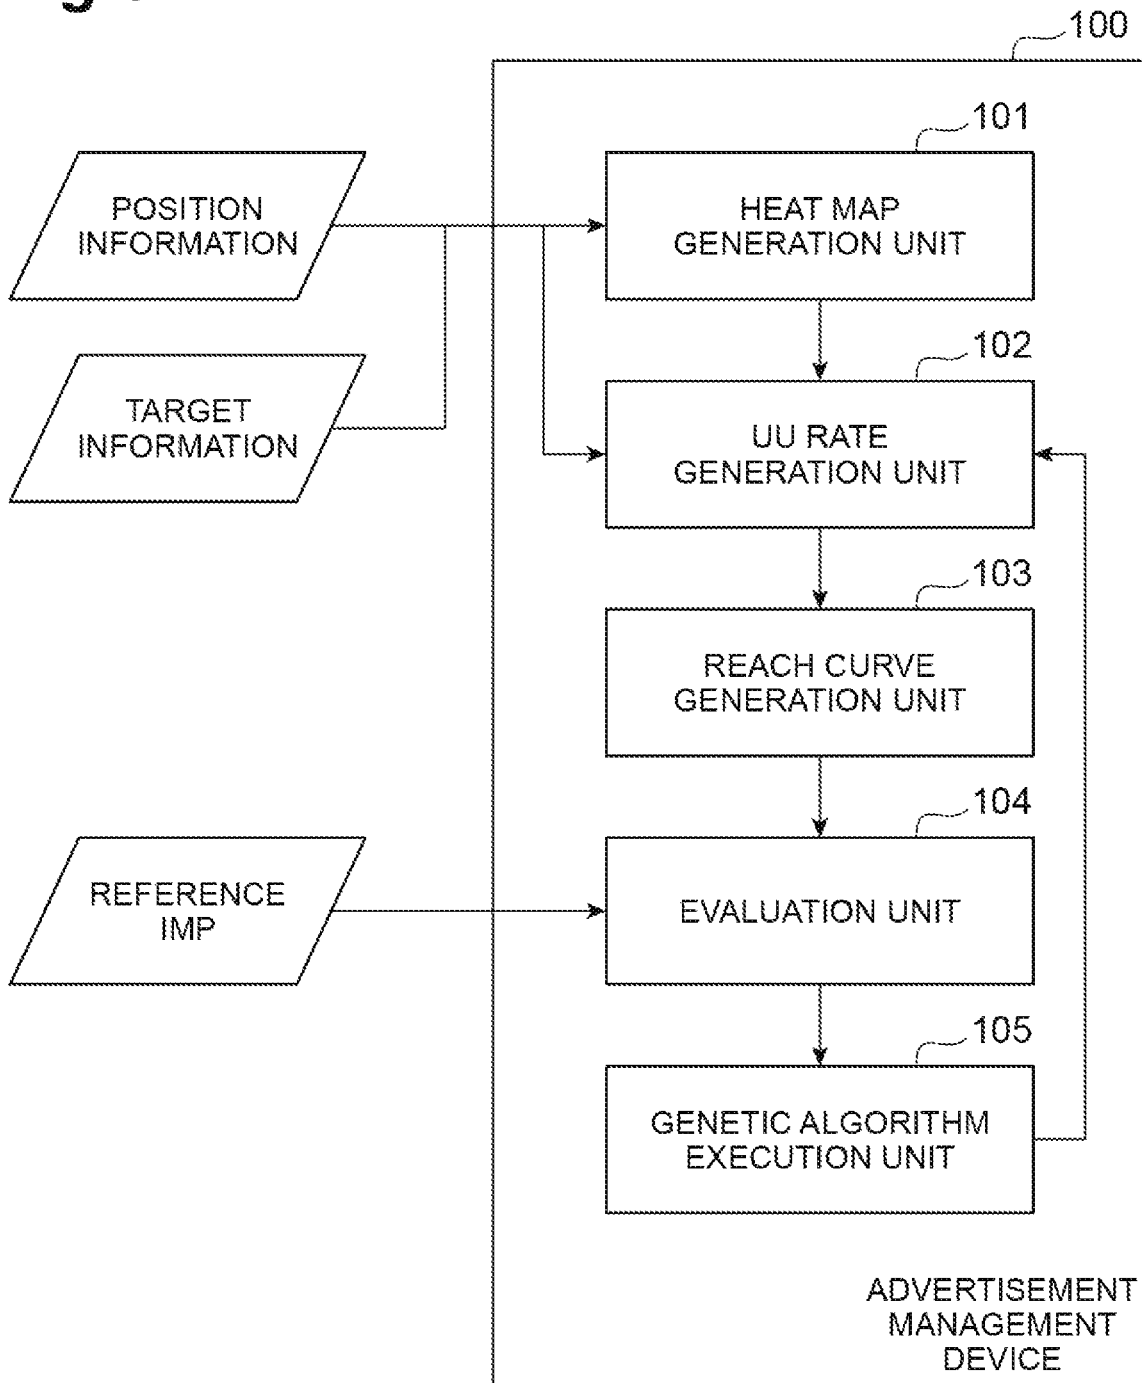 100
101
POSITION
INFORMATION
HEAT MAP
GENERATION UNIT
102
TARGET
INFORMATION
UU RATE
GENERATION UNIT
103
REACH CURVE
GENERATION UNIT
104
REFERENCE
IMP
EVALUATION UNIT
105
GENETIC ALGORITHM
EXECUTION UNIT
ADVERTISEMENT
MANAGEMENT
DEVICE